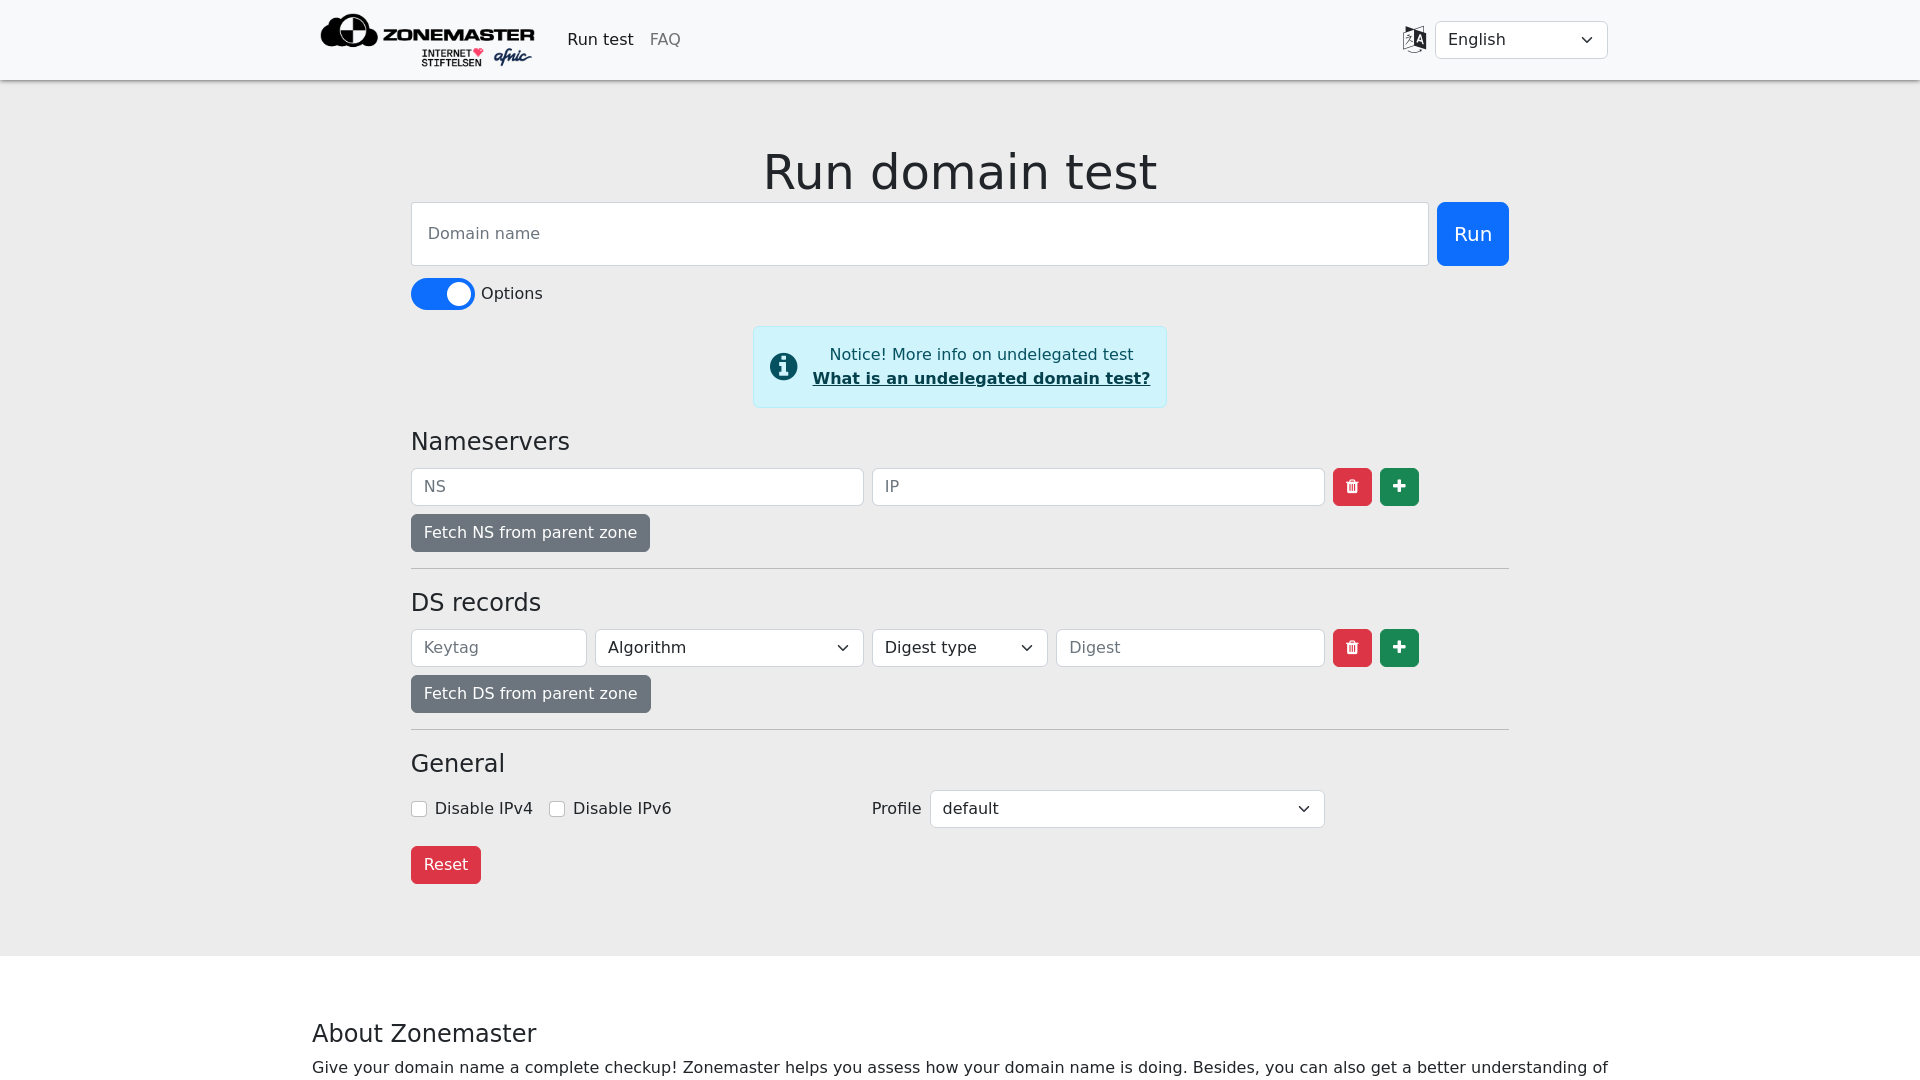 ZONEMASTER
INTERNET
STIFTELSEN
afnic
Run test
FAQ
English
Run domain test
Domain name
Run
Options
Notice! More info on undelegated test
What is an undelegated domain test?
Nameservers
NS
IP
Fetch NS from parent zone
DS records
Keytag
Algorithm
Digest type
Digest
Fetch DS from parent zone
General
Disable IPv4
Disable IPv6
Profile
default
Reset
About Zonemaster
Give your domain name a complete checkup! Zonemaster helps you assess how your domain name is doing. Besides, you can also get a better understanding of